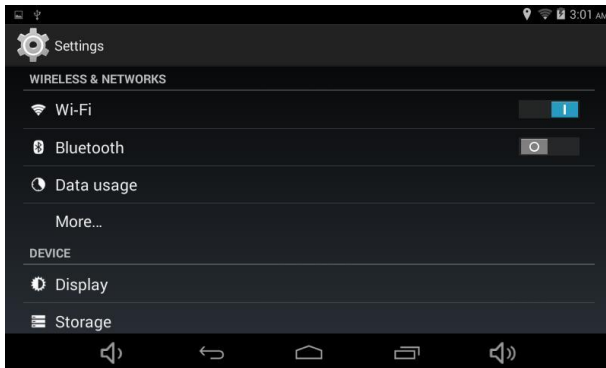 3:01 AM
Settings
WIRELESS & NETWORKS
Wi-Fi
Bluetooth
Data usage
More...
DEVICE
Display
Storage